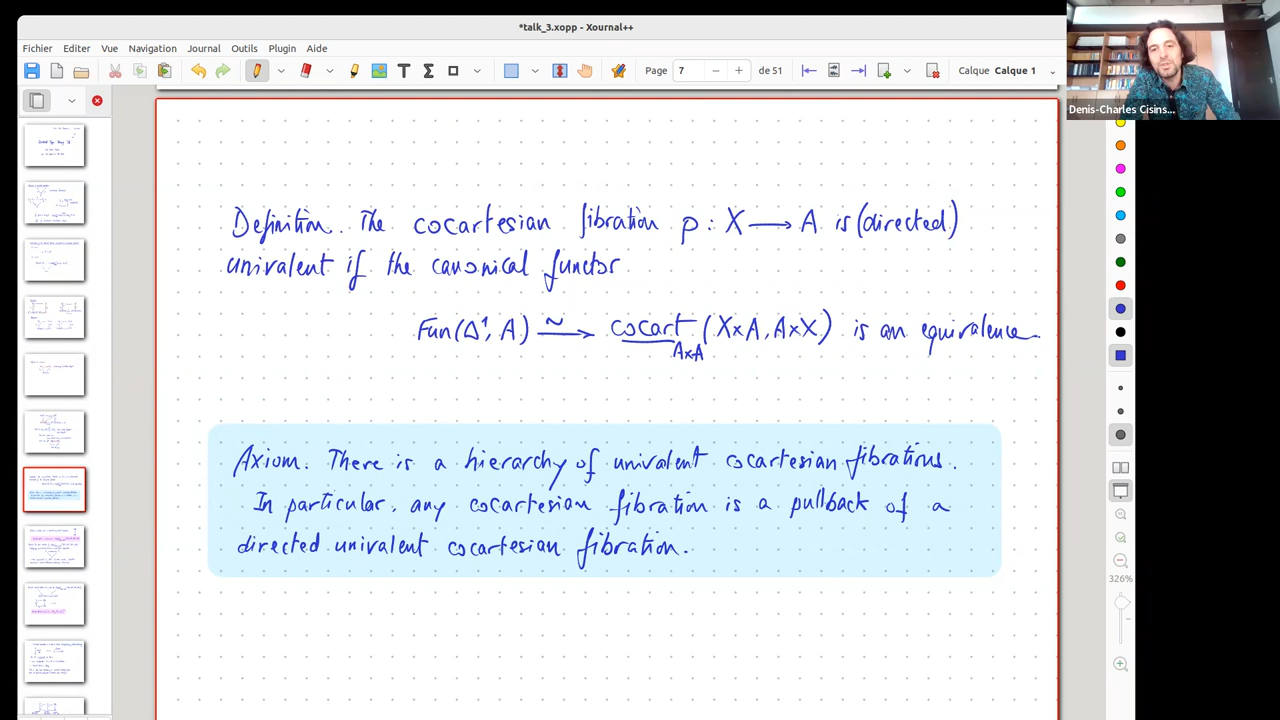 *talk_3.xopp - Xournal++
Fichier Editer Vue Navigation Journal Outils Plugin Aide
Page 7 de 51 Calque Calque 1
Denis-Charles Cisins...
Definition. The cocartesian fibration p : X → A is (directed)
univalent if the canonical functor
Fun(Δ¹, A) ⥲ cocart_{A×A} (X×A, A×X) is an equivalence.
Axiom. There is a hierarchy of univalent cocartesian fibrations.
In particular, any cocartesian fibration is a pullback of a
directed univalent cocartesian fibration.
326%